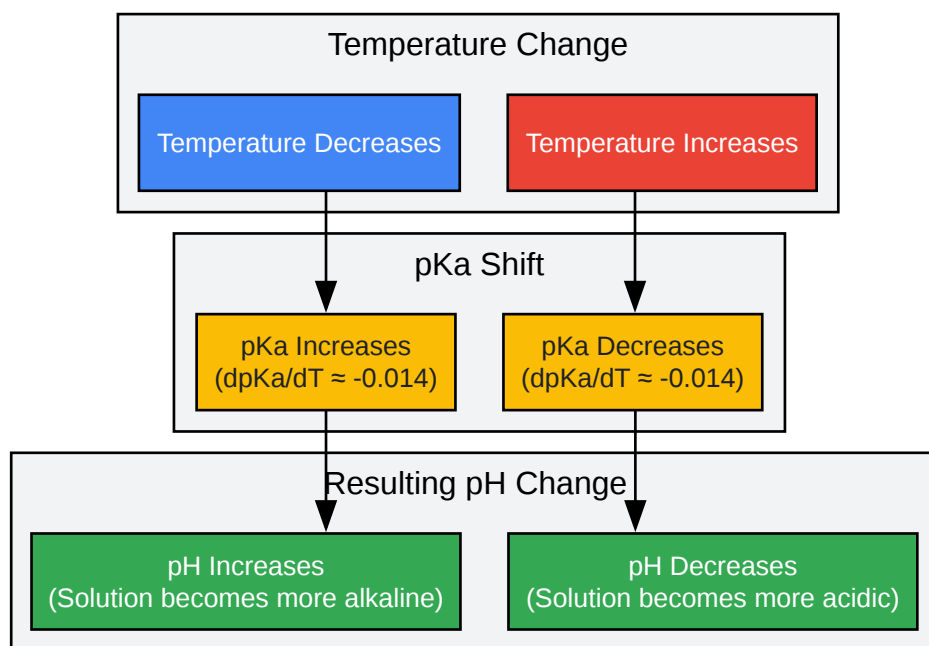 Temperature Change
Temperature Decreases
Temperature Increases
pKa Shift
pKa Increases
(dpKa/dT ≈ -0.014)
pKa Decreases
(dpKa/dT ≈ -0.014)
Resulting pH Change
pH Increases
(Solution becomes more alkaline)
pH Decreases
(Solution becomes more acidic)